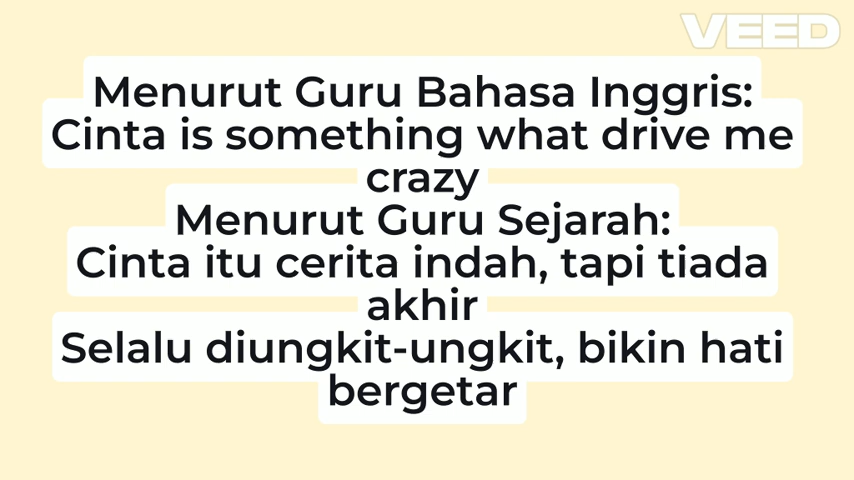 VEED
Menurut Guru Bahasa Inggris:
Cinta is something what drive me
crazy
Menurut Guru Sejarah:
Cinta itu cerita indah, tapi tiada
akhir
Selalu diungkit-ungkit, bikin hati
bergetar